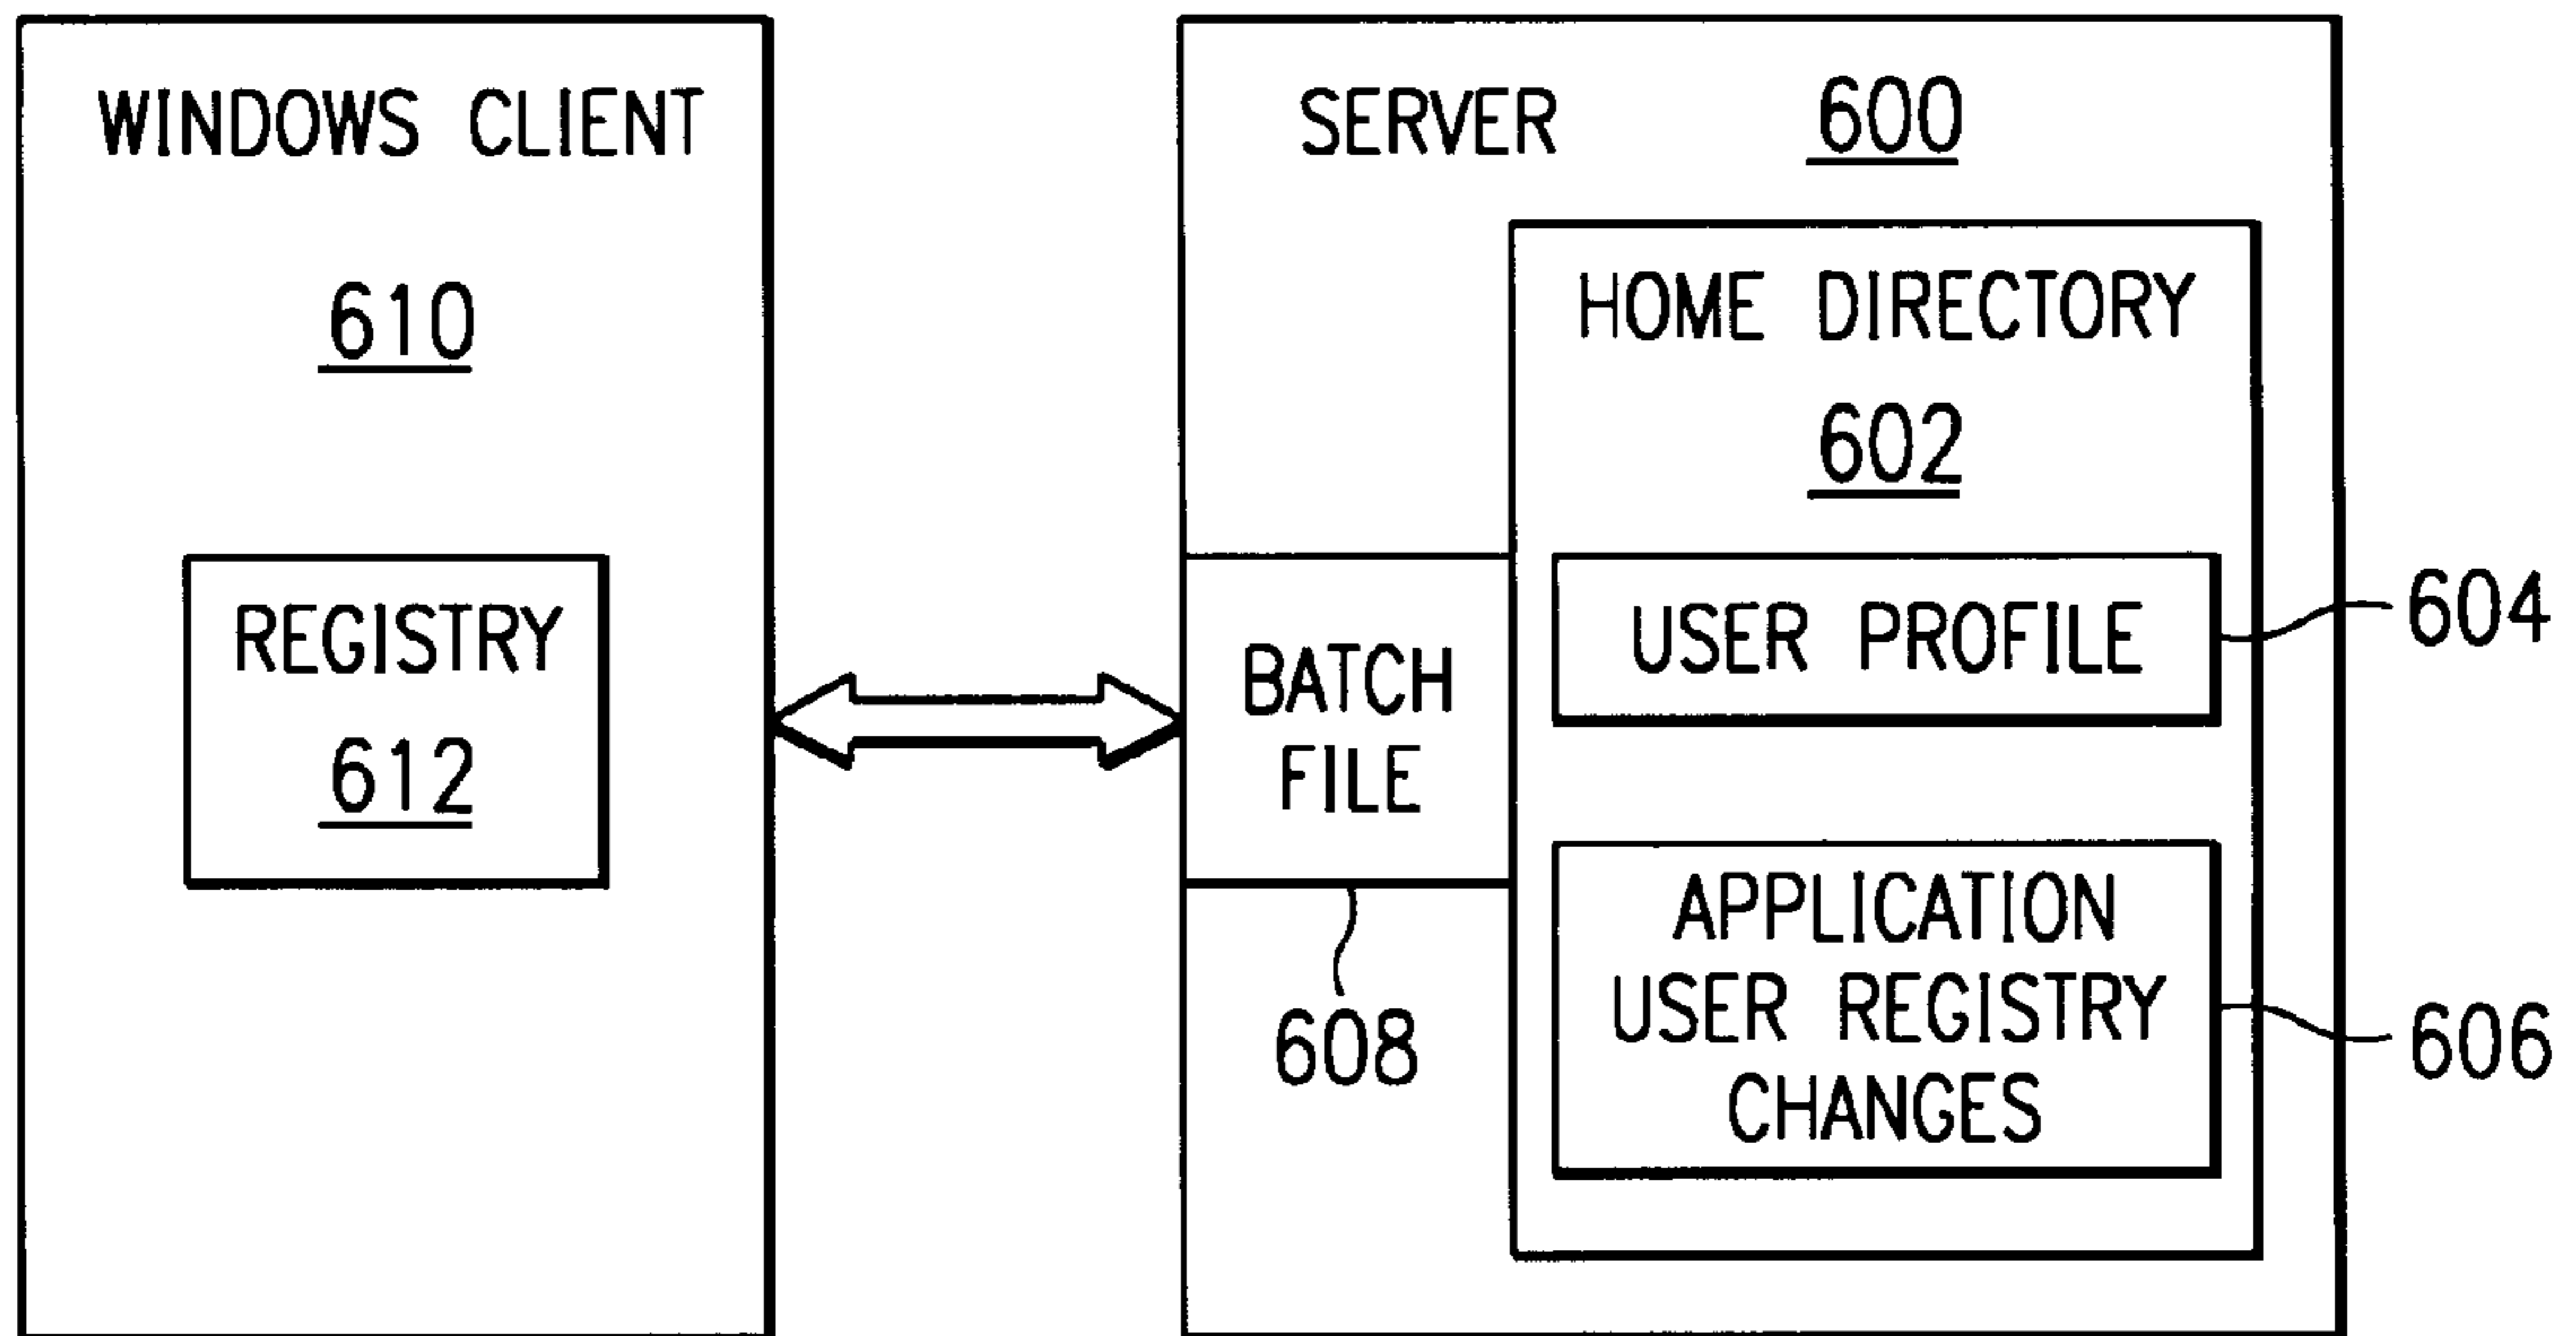 WINDOWS CLIENT
610
REGISTRY
612
SERVER 600
HOME DIRECTORY
602
USER PROFILE
604
BATCH
FILE
608
APPLICATION
USER REGISTRY
CHANGES
606